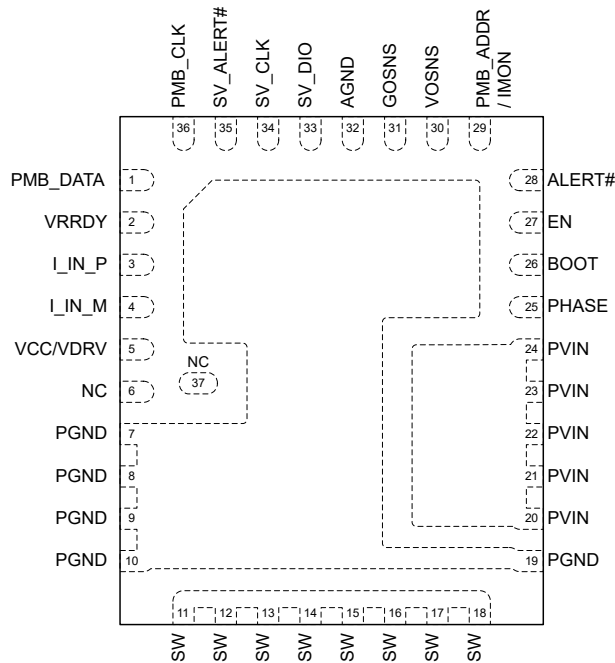 PMB_CLK
SV_ALERT#
SV_CLK
SV_DIO
AGND
GOSNS
VOSNS
PMB_ADDR
/ IMON
36 35 34 33 32 31 30 29
PMB_DATA 1 28 ALERT#
VRRDY 2 27 EN
I_IN_P 3 26 BOOT
I_IN_M 4 25 PHASE
VCC/VDRV 5 24 PVIN
NC
NC 6 37 23 PVIN
PGND 7 22 PVIN
PGND 8 21 PVIN
PGND 9 20 PVIN
PGND 10 19 PGND
11 12 13 14 15 16 17 18
SW SW SW SW SW SW SW SW